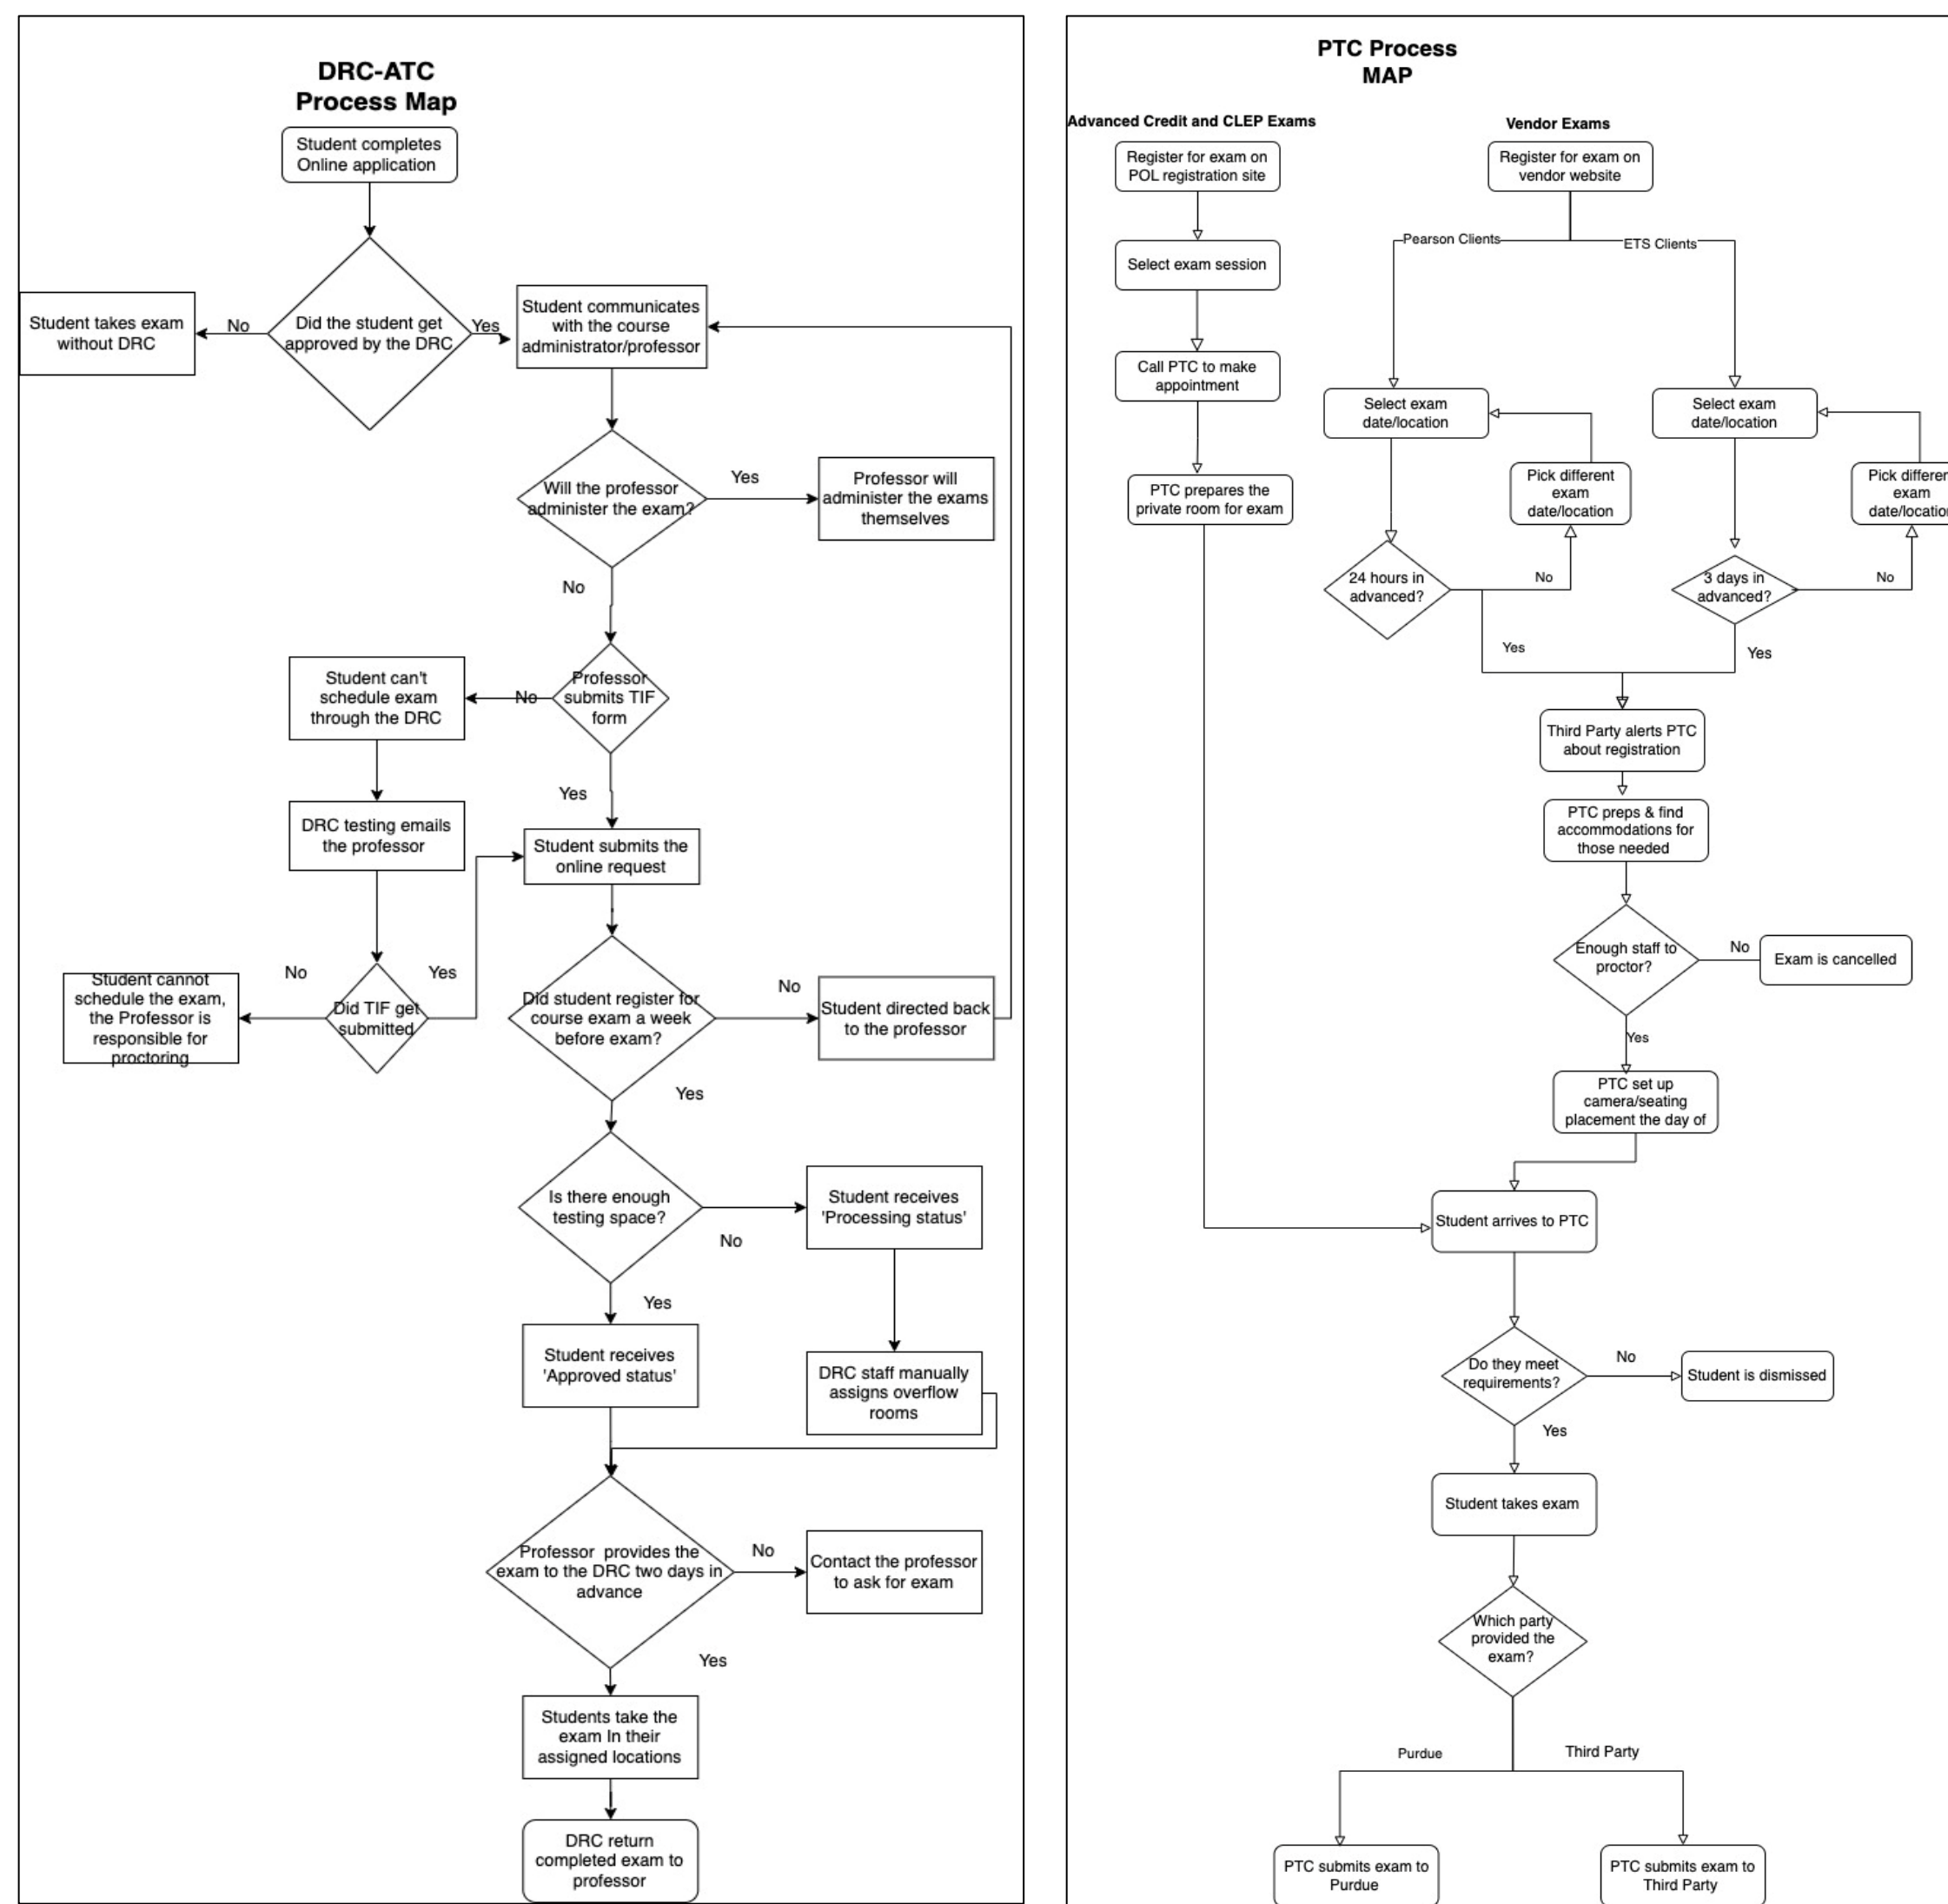 DRC-ATC
Process Map
Student completes
Online application
Did the student get
approved by the DRC
No
Yes
Student takes exam
without DRC
Student communicates
with the course
administrator/professor
Will the professor
administer the exam?
Yes
Professor will
administer the exams
themselves
No
Professor
submits TIF
form
No
Student can't
schedule exam
through the DRC
Yes
DRC testing emails
the professor
Student submits the
online request
Did TIF get
submitted
No
Yes
Student cannot
schedule the exam,
the Professor is
responsible for
proctoring
Did student register for
course exam a week
before exam?
No
Student directed back
to the professor
Yes
Is there enough
testing space?
No
Student receives
'Processing status'
Yes
Student receives
'Approved status'
DRC staff manually
assigns overflow
rooms
Professor provides the
exam to the DRC two days in
advance
No
Contact the professor
to ask for exam
Yes
Students take the
exam In their
assigned locations
DRC return
completed exam to
professor
PTC Process
MAP
Advanced Credit and CLEP Exams
Register for exam on
POL registration site
Select exam session
Call PTC to make
appointment
PTC prepares the
private room for exam
Vendor Exams
Register for exam on
vendor website
Pearson Clients
ETS Clients
Select exam
date/location
Pick different
exam
date/location
24 hours in
advanced?
No
Yes
Select exam
date/location
Pick
exam
3 days in
advanced?
No
Yes
Third Party alerts PTC
about registration
PTC preps & find
accommodations for
those needed
Enough staff to
proctor?
No
Exam is cancelled
Yes
PTC set up
camera/seating
placement the day of
Student arrives to PTC
Do they meet
requirements?
No
Student is dismissed
Yes
Student takes exam
Which party
provided the
exam?
Purdue
Third Party
PTC submits exam to
Purdue
PTC submits exam to
Third Party